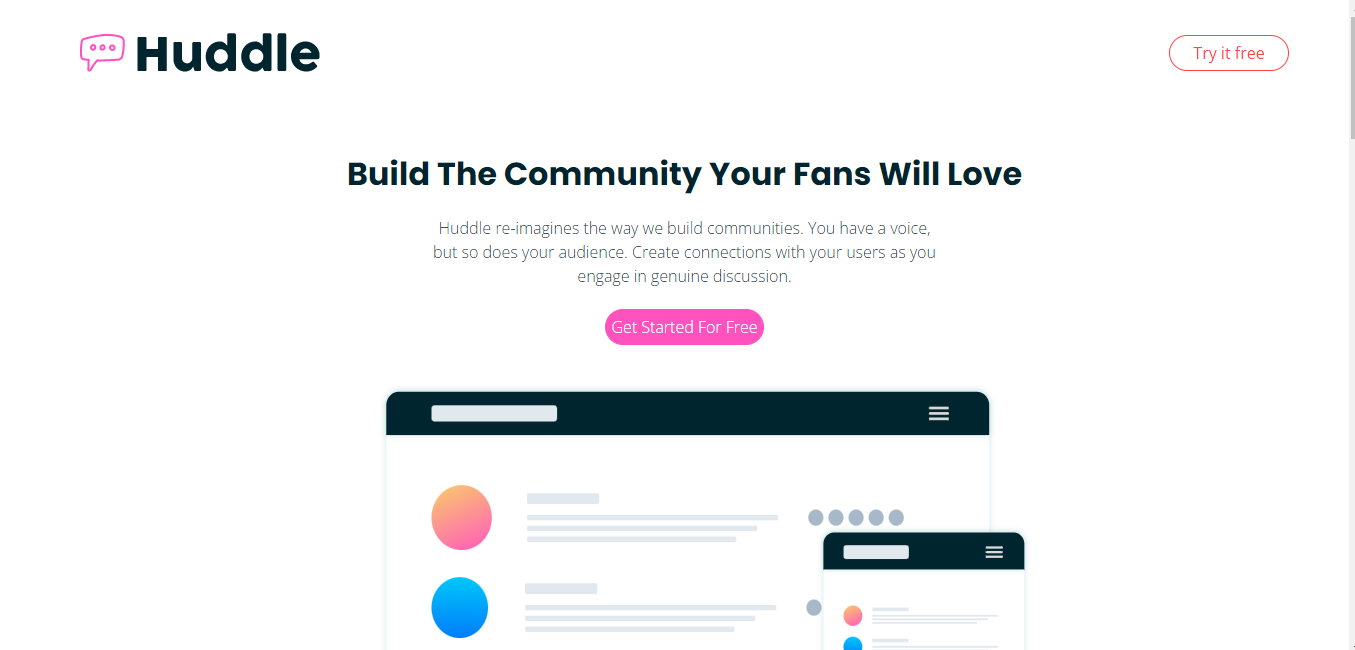 Huddle
Try it free
Build The Community Your Fans Will Love
Huddle re-imagines the way we build communities. You have a voice,
but so does your audience. Create connections with your users as you
engage in genuine discussion.
Get Started For Free